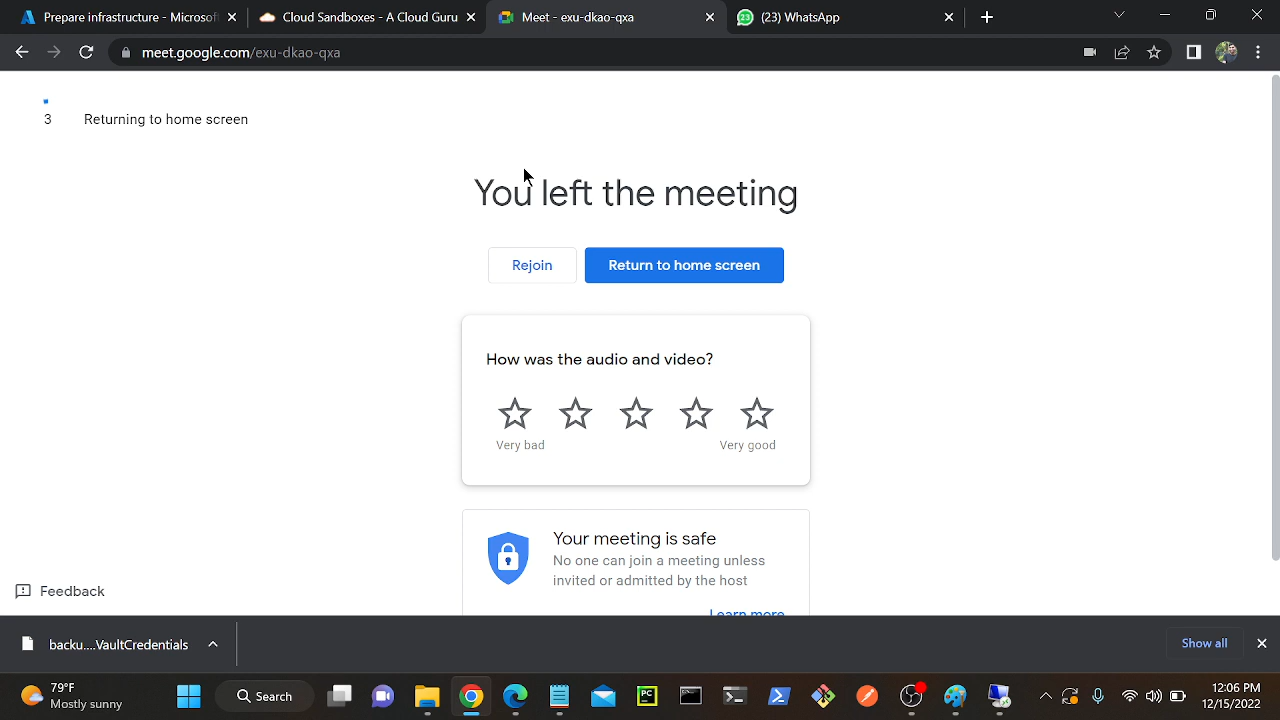 Prepare infrastructure - Microsof
Cloud Sandboxes - A Cloud Guru
Meet - exu-dkao-qxa
(23) WhatsApp
meet.google.com/exu-dkao-qxa
3 Returning to home screen
You left the meeting
Rejoin
Return to home screen
How was the audio and video?
Very bad
Very good
Your meeting is safe
No one can join a meeting unless
invited or admitted by the host
Learn more
Feedback
backu....VaultCredentials
Show all
79°F
Mostly sunny
Search
PC
12:06 PM
12/15/2022